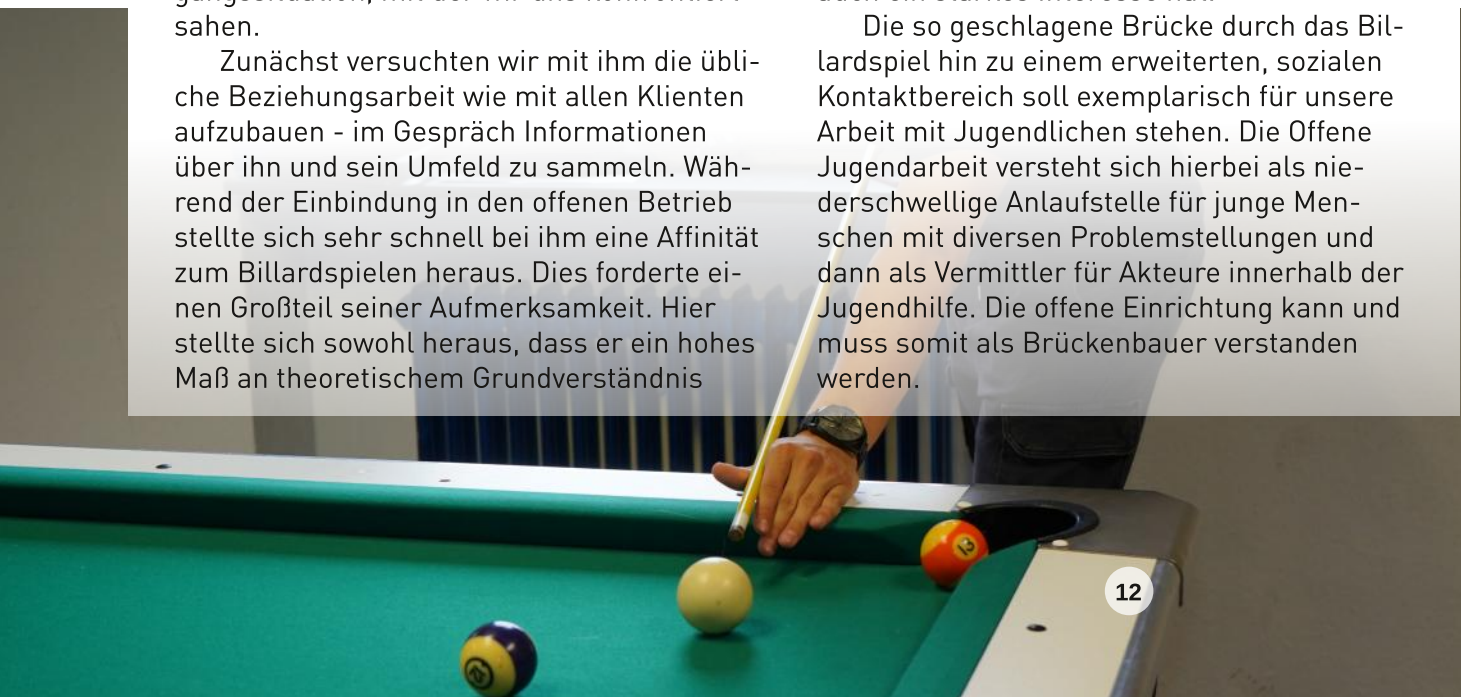 sahen.
Zunächst versuchten wir mit ihm die übli-
che Beziehungsarbeit wie mit allen Klienten
aufzubauen - im Gespräch Informationen
über ihn und sein Umfeld zu sammeln. Wäh-
rend der Einbindung in den offenen Betrieb
stellte sich sehr schnell bei ihm eine Affinität
zum Billardspielen heraus. Dies forderte ei-
nen Großteil seiner Aufmerksamkeit. Hier
stellte sich sowohl heraus, dass er ein hohes
Maß an theoretischem Grundverständnis
Die so geschlagene Brücke durch das Bil-
lardspiel hin zu einem erweiterten, sozialen
Kontaktbereich soll exemplarisch für unsere
Arbeit mit Jugendlichen stehen. Die Offene
Jugendarbeit versteht sich hierbei als nie-
derschwellige Anlaufstelle für junge Men-
schen mit diversen Problemstellungen und
dann als Vermittler für Akteure innerhalb der
Jugendhilfe. Die offene Einrichtung kann und
muss somit als Brückenbauer verstanden
werden.
13
12